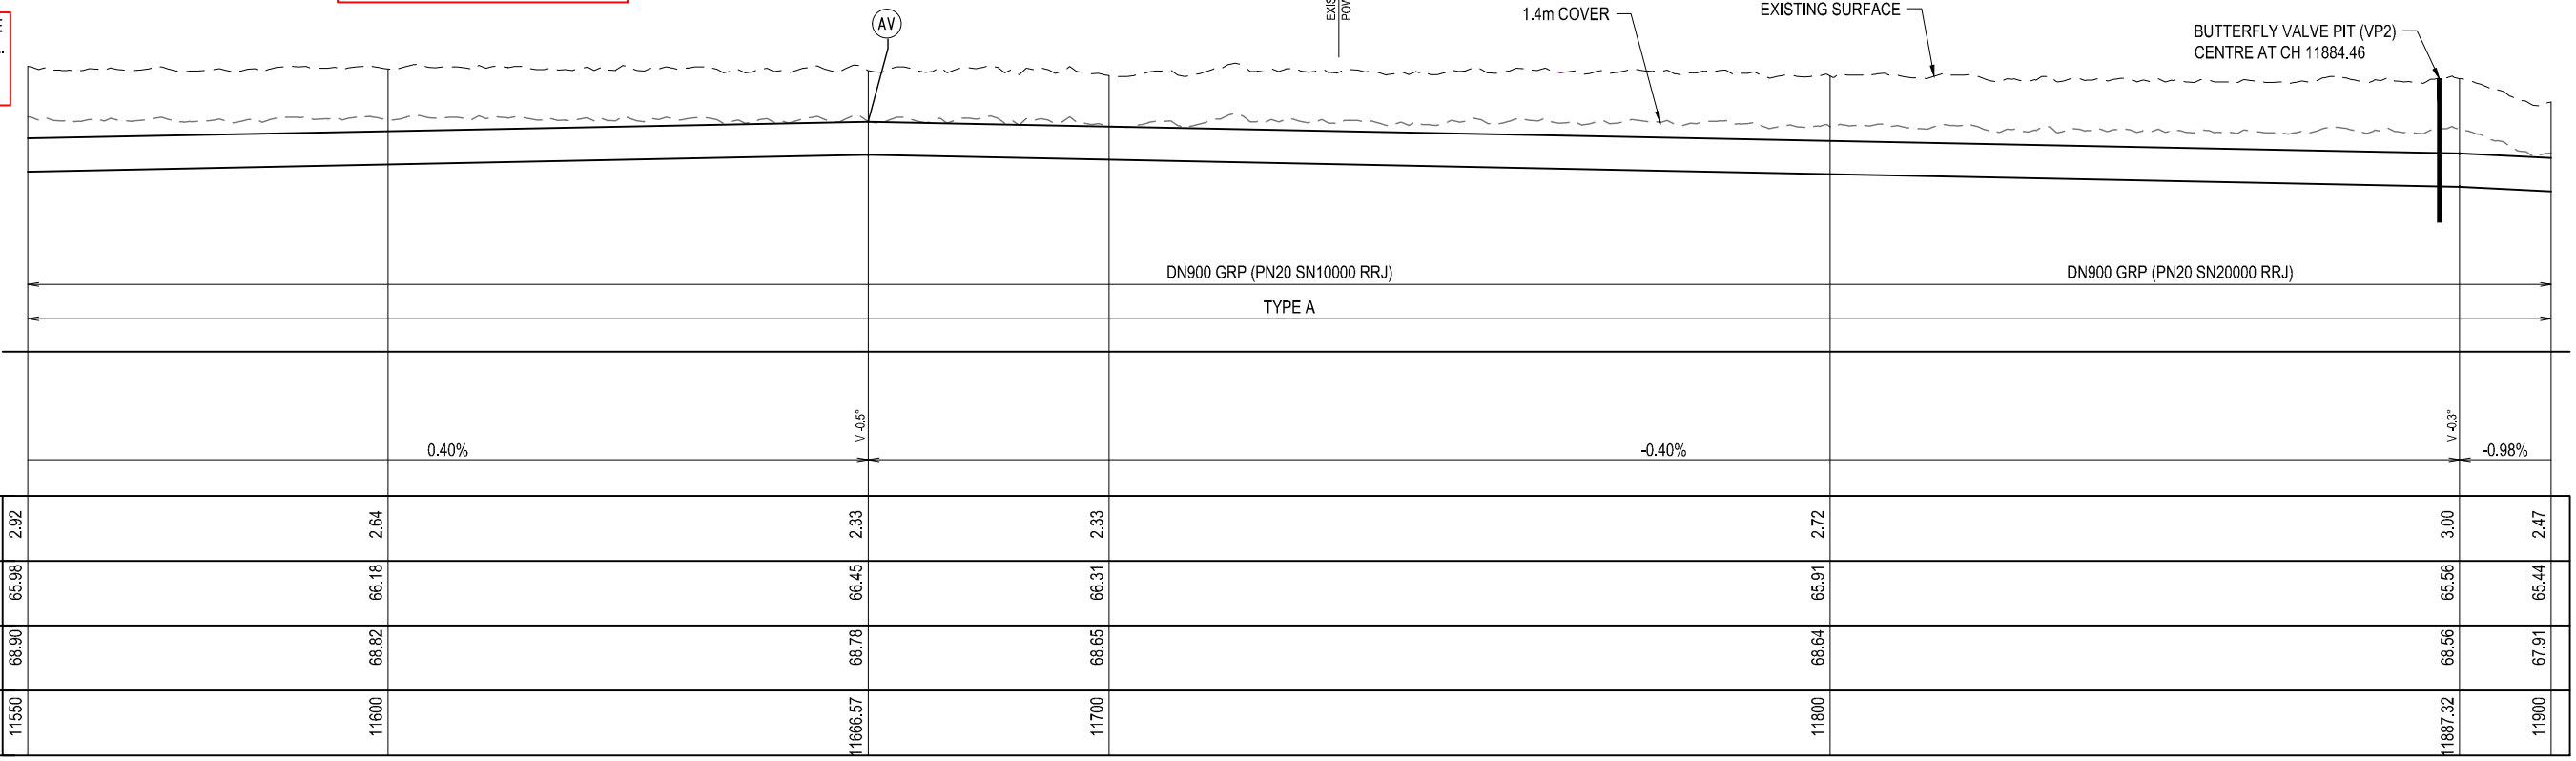 AV
1.4m COVER
EXISTING SURFACE
BUTTERFLY VALVE PIT (VP2)
CENTRE AT CH 11884.46
DN900 GRP (PN20 SN10000 RRJ)
DN900 GRP (PN20 SN20000 RRJ)
TYPE A
V -0.5°
V -0.3°
0.40%
-0.40%
-0.98%
2.92 2.64 2.33 2.33 2.72 3.00 2.47
65.98 66.18 66.45 66.31 65.91 65.56 65.44
68.90 68.82 68.78 68.65 68.64 68.56 67.91
11550 11600 11666.57 11700 11800 11887.32 11900